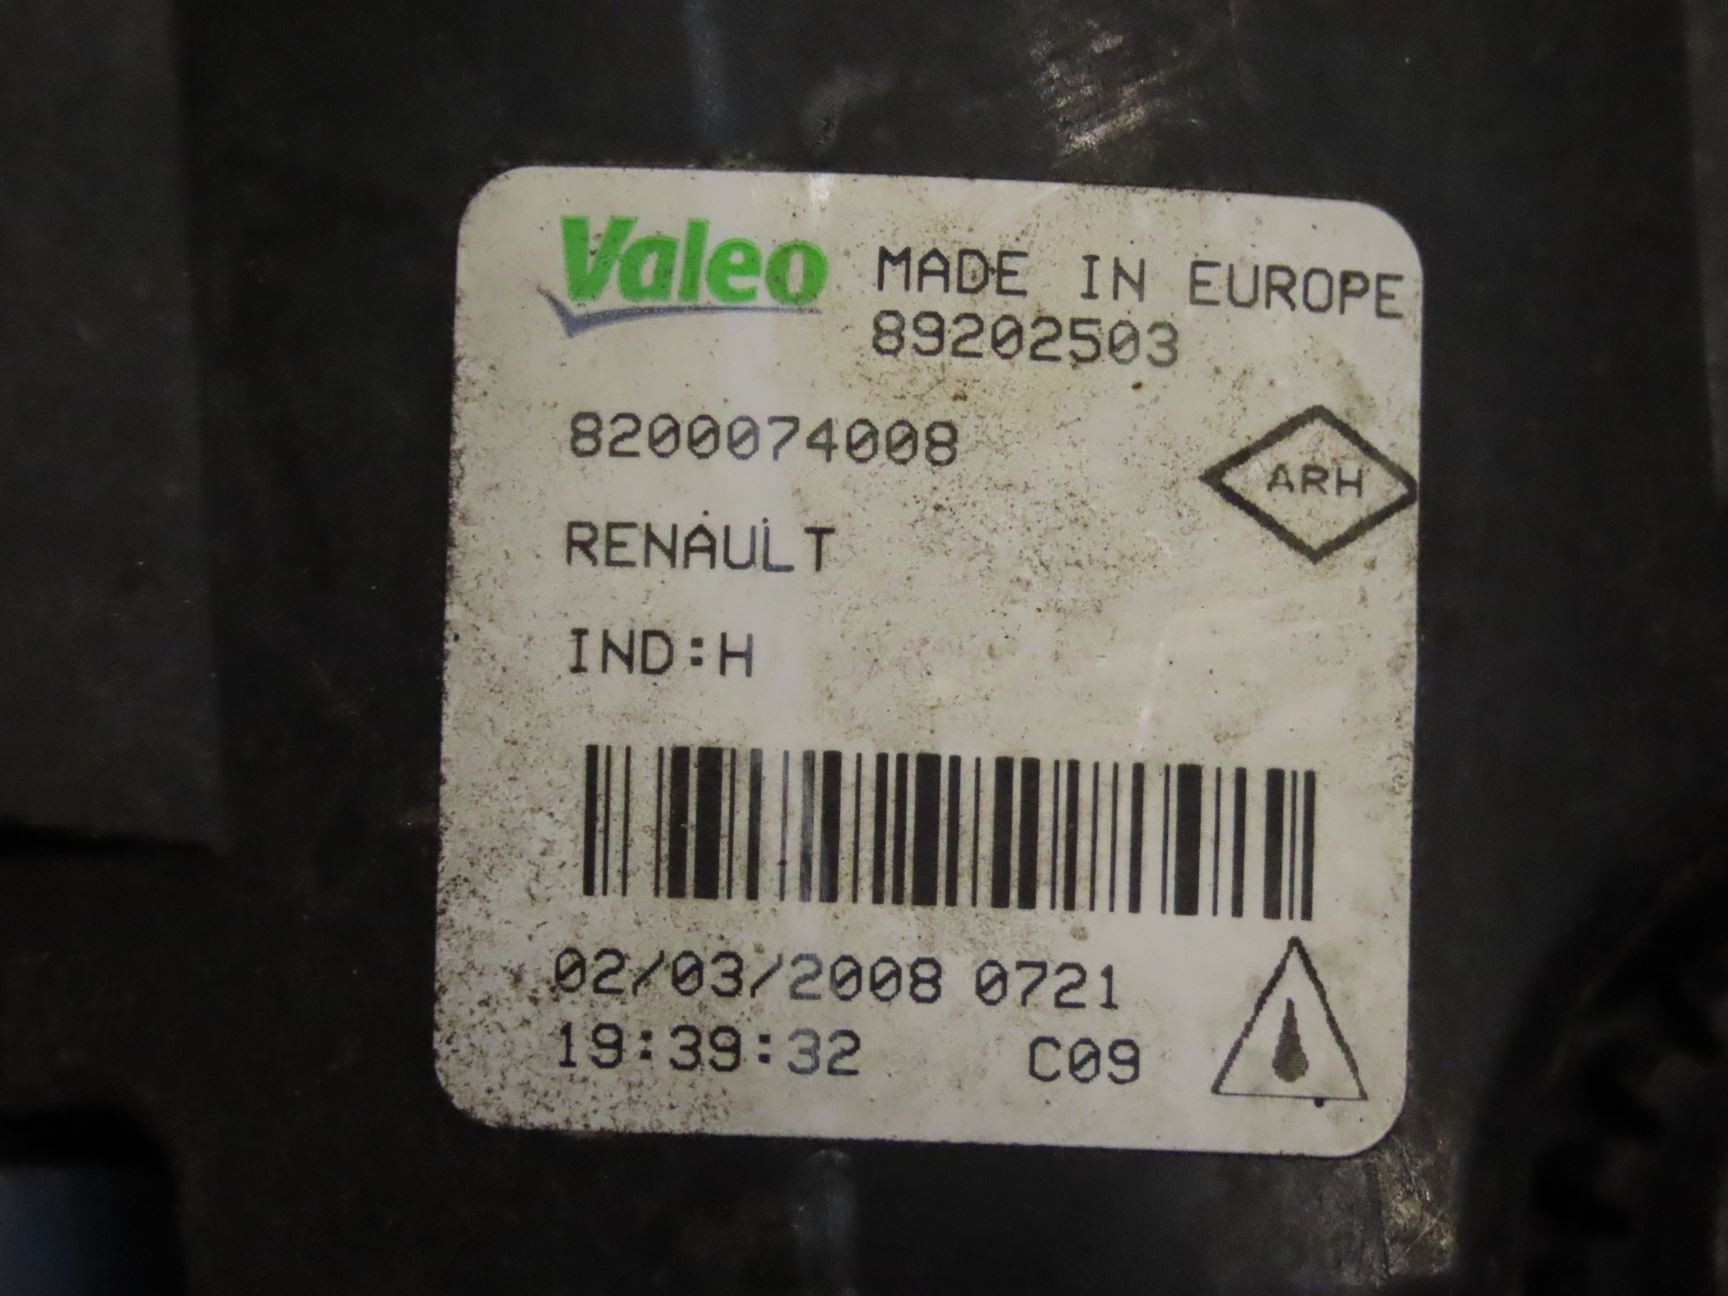 Valeo MADE IN EUROPE
89202503
8200074008
ARH
RENAULT
IND:H
02/03/2008 0721
19:39:32 C09